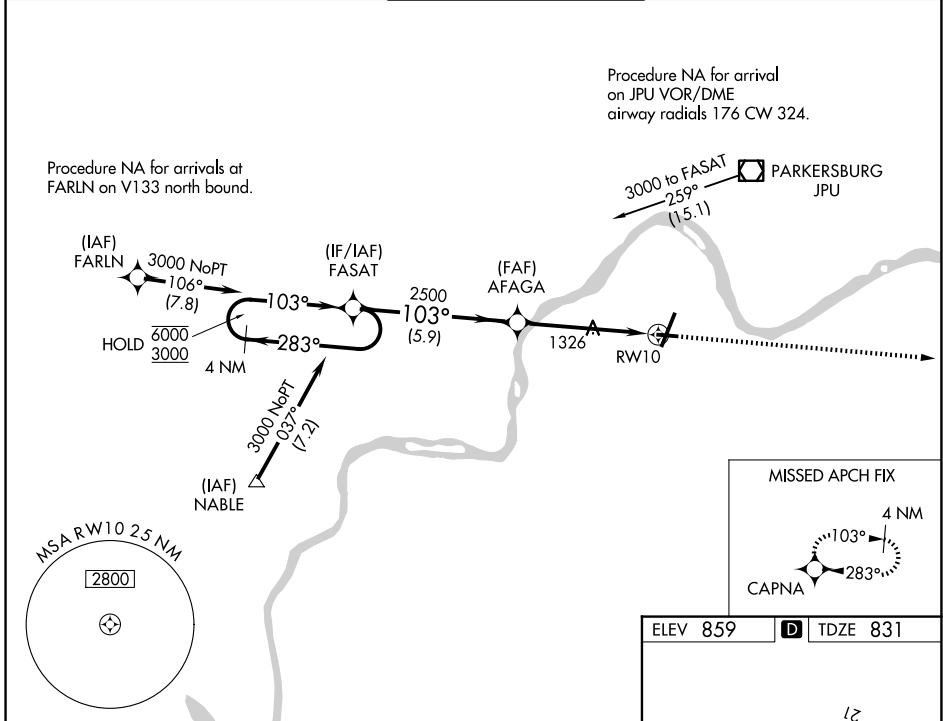 Procedure NA for arrival
on JPU VOR/DME
airway radials 176 CW 324.
Procedure NA for arrivals at
FARLN on V133 north bound.
PARKERSBURG
JPU
3000 to FASAT
259°
(15.1)
(IAF)
FARLN
3000 NoPT
106°
(7.8)
(IF/IAF)
FASAT
103°
HOLD
6000
3000
283°
4 NM
2500
103°
(5.9)
(FAF)
AFAGA
1326
RW10
3000 NoPT
037°
(7.2)
(IAF)
NABLE
MSA RW10 25 NM
2800
MISSED APCH FIX
4 NM
103°
283°
CAPNA
ELEV 859
D
TDZE 831
21